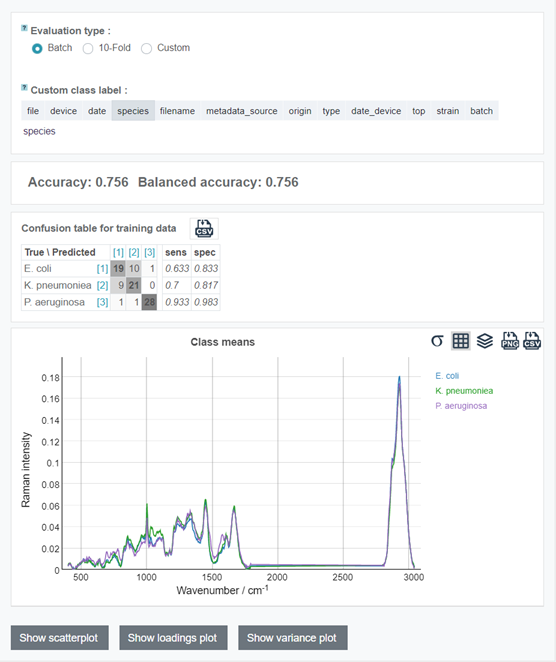 ? Evaluation type :
Batch 10-Fold Custom
? Custom class label :
file device date species filename metadata_source origin type date_device top strain batch
species
Accuracy: 0.756 Balanced accuracy: 0.756
Confusion table for training data CSV
True \ Predicted [1] [2] [3] sens spec
E. coli [1] 19 10 1 0.633 0.833
K. pneumoniea [2] 9 21 0 0.7 0.817
P. aeruginosa [3] 1 1 28 0.933 0.983
Class means
σ PNG CSV
E. coli
K. pneumoniea
P. aeruginosa
0.18
0.16
0.14
0.12
0.1
0.08
0.06
0.04
0.02
0
Raman intensity
500 1000 1500 2000 2500 3000
Wavenumber / cm-1
Show scatterplot Show loadings plot Show variance plot